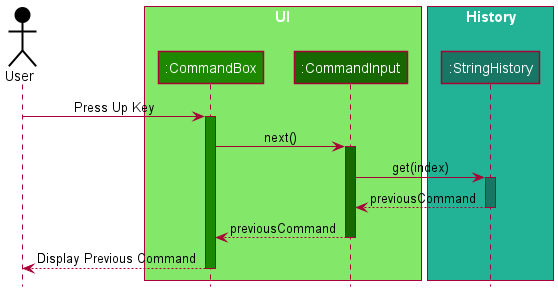 UI
History
User
:CommandBox
:CommandInput
:StringHistory
Press Up Key
next()
get(index)
previousCommand
previousCommand
Display Previous Command